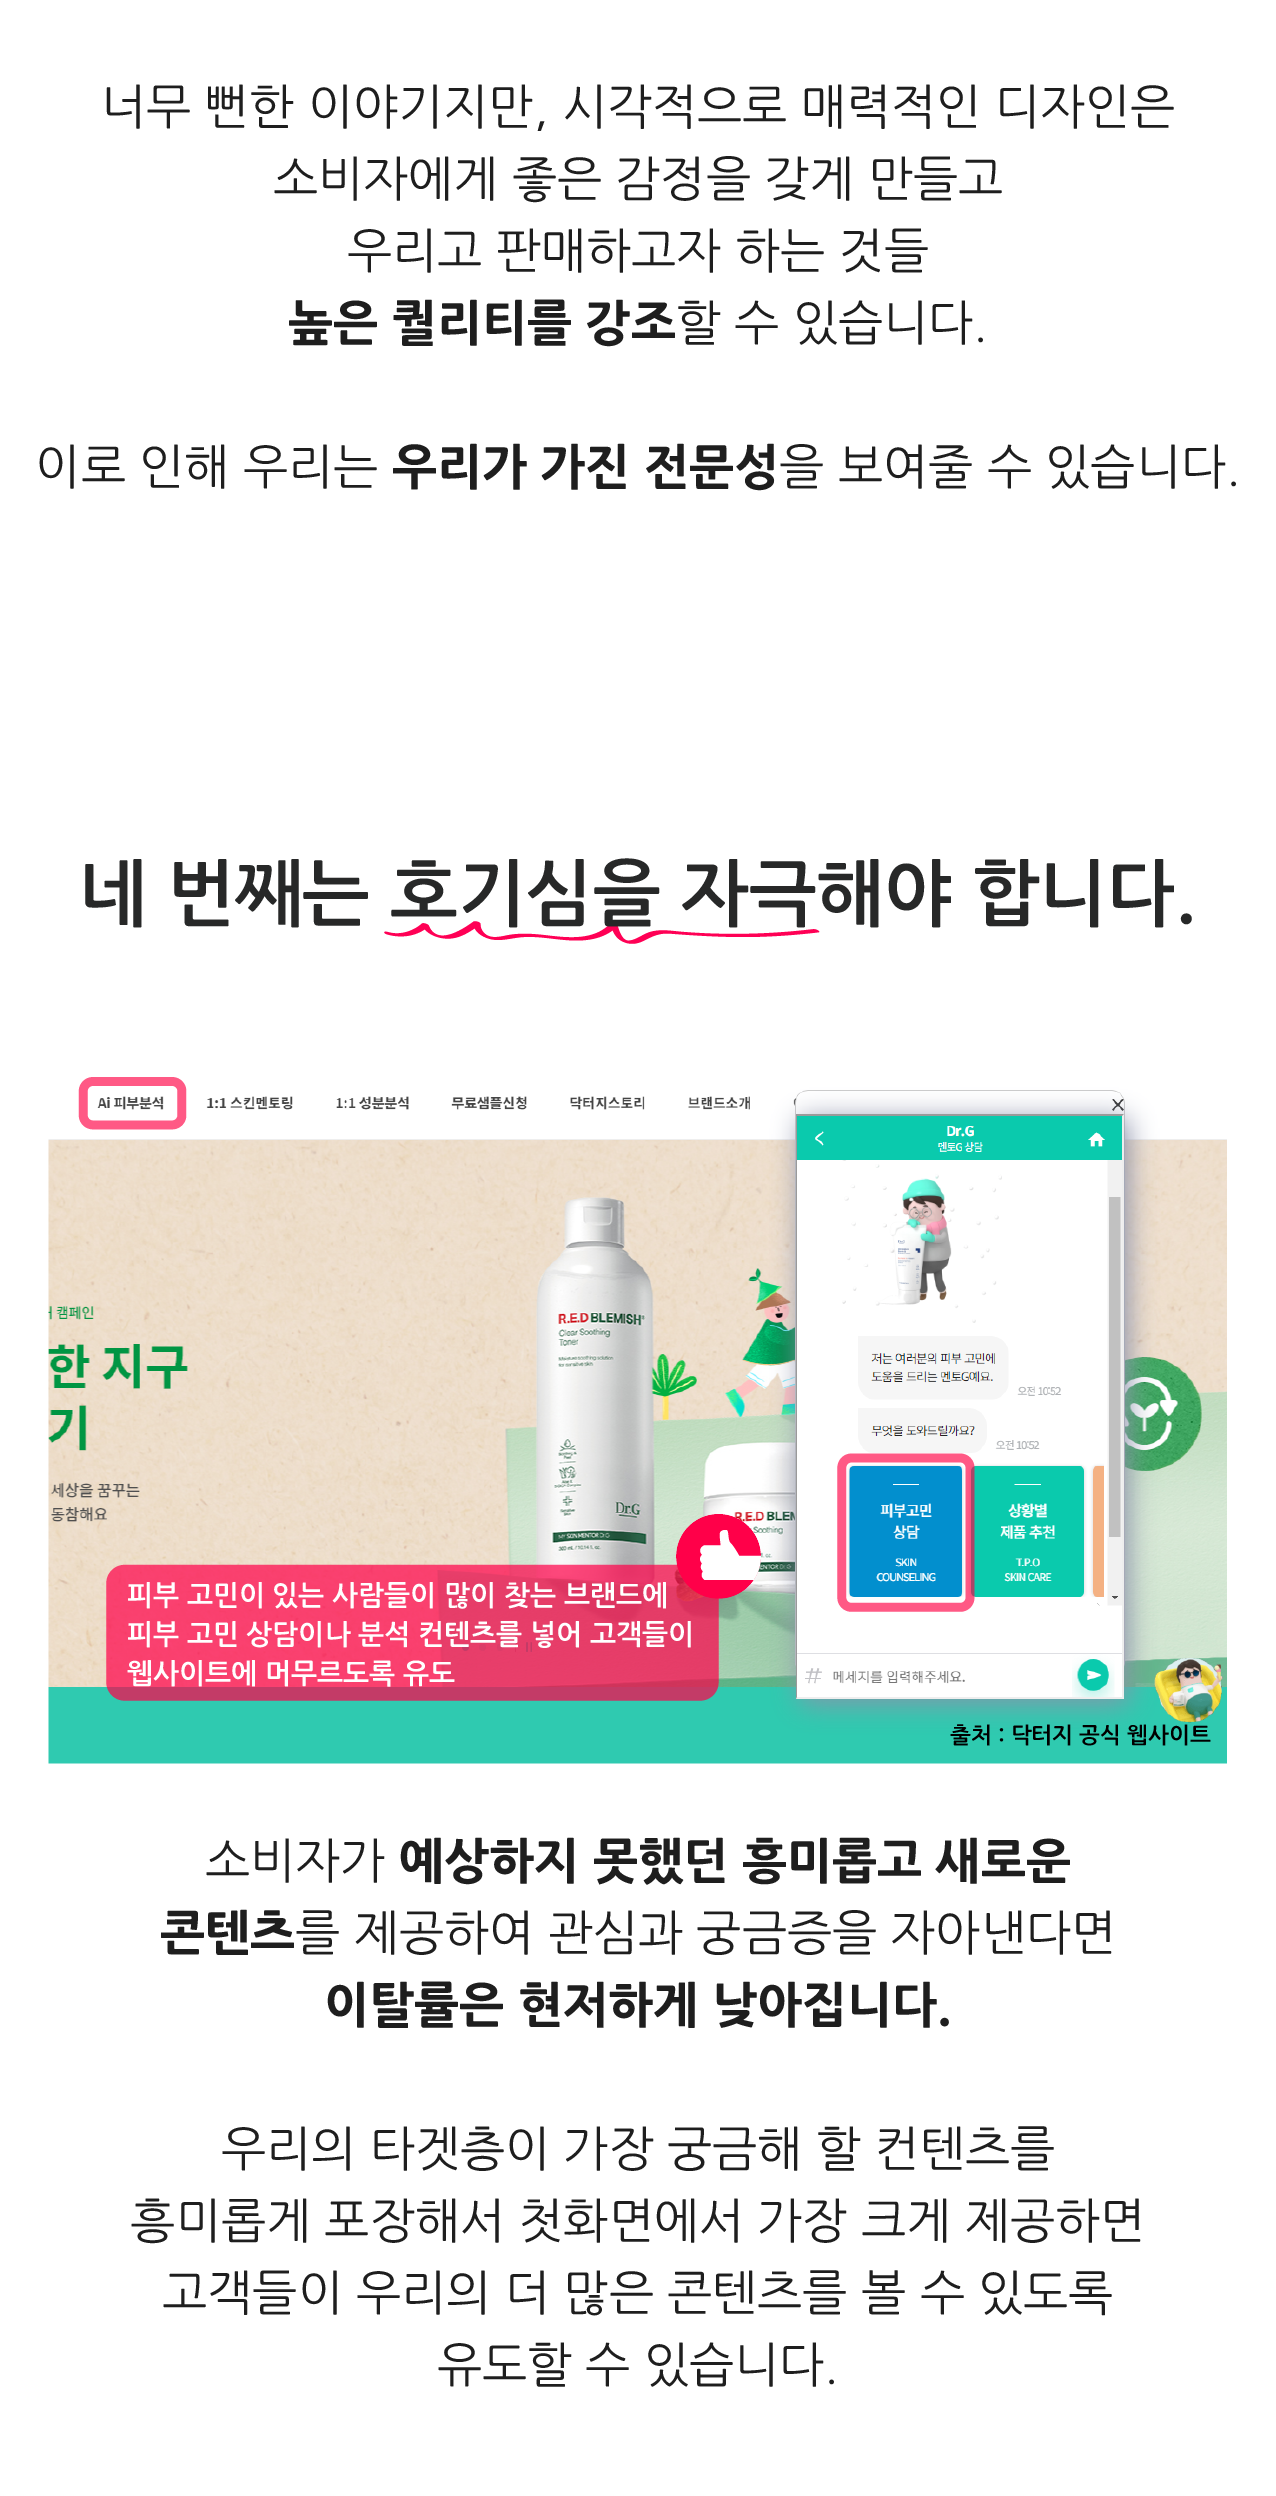 너무 뻔한 이야기지만, 시각적으로 매력적인 디자인은
소비자에게 좋은 감정을 갖게 만들고
우리고 판매하고자 하는 것들
높은 퀄리티를 강조할 수 있습니다.
이로 인해 우리는 우리가 가진 전문성을 보여줄 수 있습니다.
네 번째는 호기심을 자극해야 합니다.
Ai 피부분석 1:1 스킨멘토링 1:1 성분분석 무료샘플신청 닥터지스토리 브랜드소개
Dr.G
멘토G 상담
캠페인
한 지구
기
세상을 꿈꾸는
동참해요
R.E.D BLEMISH
Clear Soothing
Toner
Moisture soothing solution
for sensitive skin
Dr.G
MY SKIN MENTOR D G
R.E.D BLEM
Soothing
저는 여러분의 피부 고민에
도움을 드리는 멘토G예요.
오전 10:52
무엇을 도와드릴까요?
오전 10:52
피부고민
상담
SKIN
COUNSELING
상황별
제품 추천
T.P.O
SKIN CARE
# 메세지를 입력해주세요.
피부 고민이 있는 사람들이 많이 찾는 브랜드에
피부 고민 상담이나 분석 컨텐츠를 넣어 고객들이
웹사이트에 머무르도록 유도
출처 : 닥터지 공식 웹사이트
소비자가 예상하지 못했던 흥미롭고 새로운
콘텐츠를 제공하여 관심과 궁금증을 자아낸다면
이탈률은 현저하게 낮아집니다.
우리의 타겟층이 가장 궁금해 할 컨텐츠를
흥미롭게 포장해서 첫화면에서 가장 크게 제공하면
고객들이 우리의 더 많은 콘텐츠를 볼 수 있도록
유도할 수 있습니다.